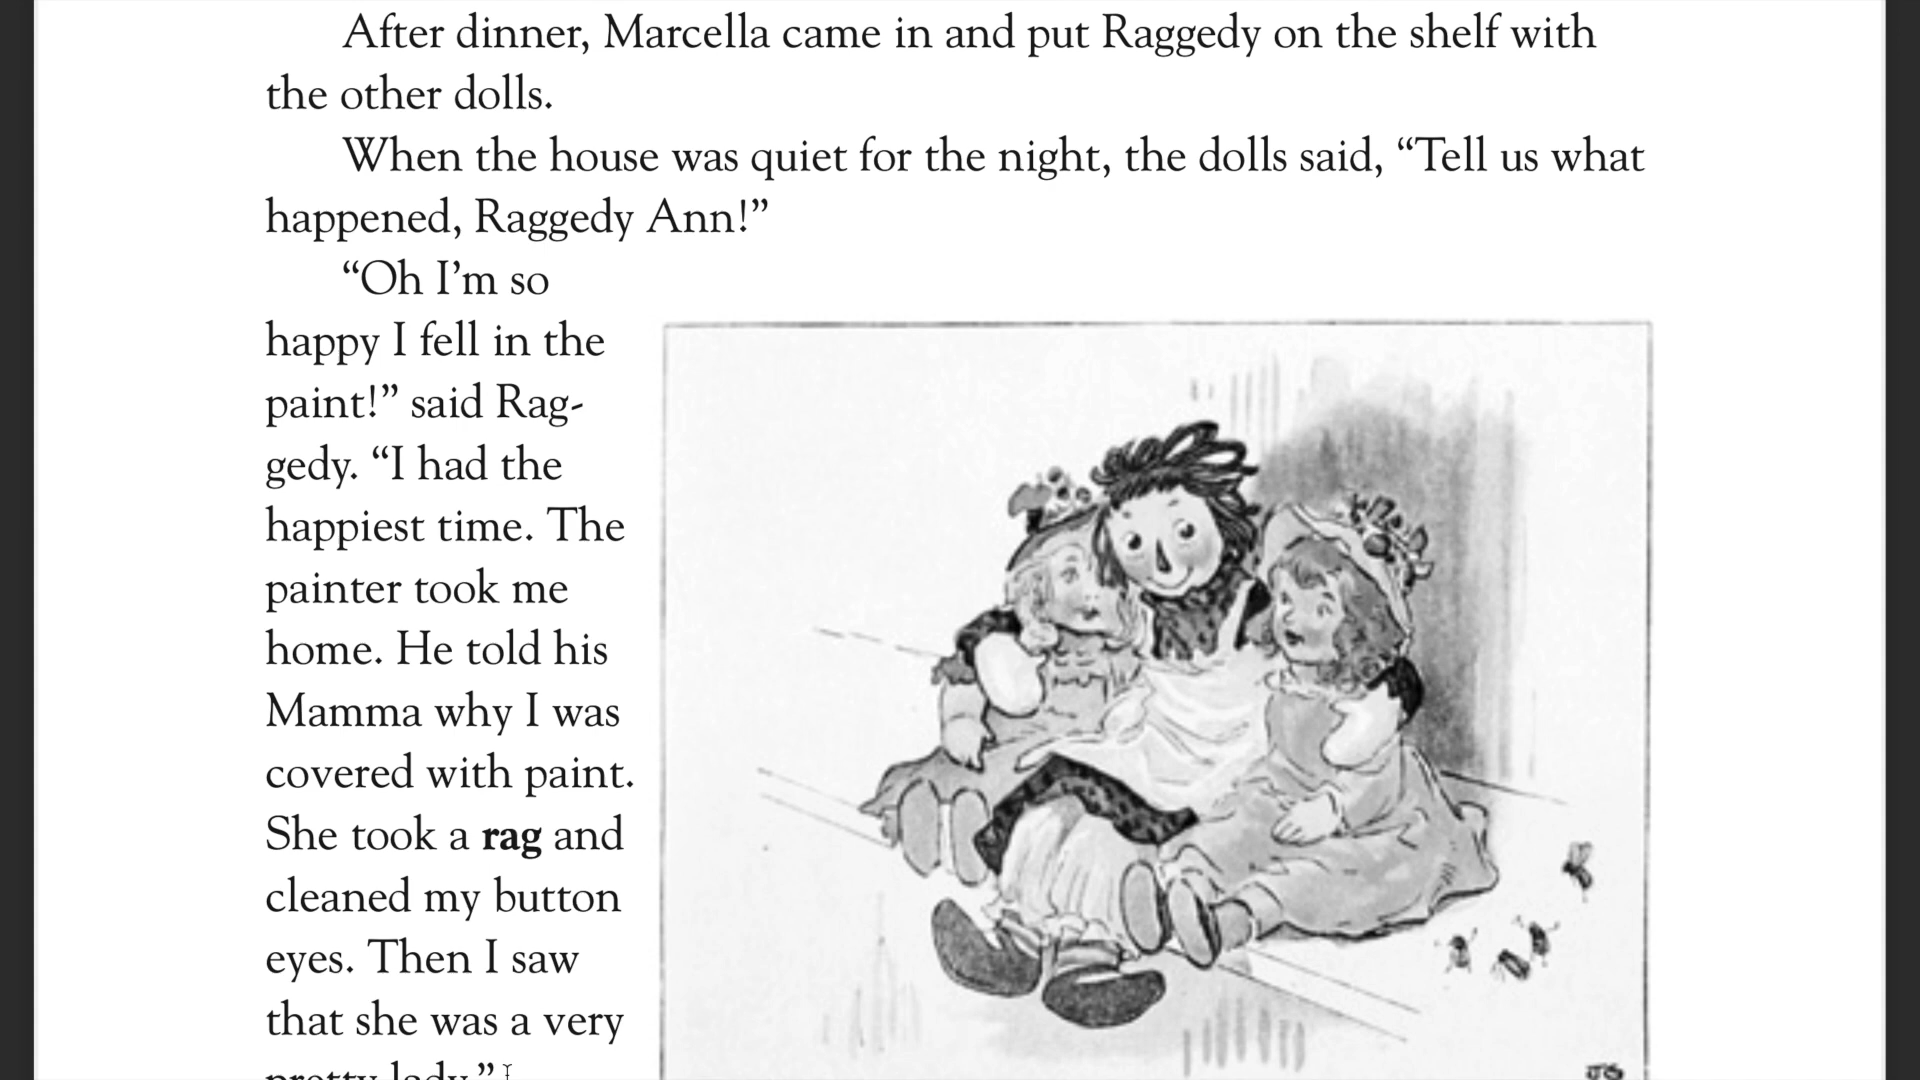 After dinner, Marcella came in and put Raggedy on the shelf with
the other dolls.
When the house was quiet for the night, the dolls said, “Tell us what
happened, Raggedy Ann!”
“Oh I’m so
happy I fell in the
paint!” said Rag-
gedy. “I had the
happiest time. The
painter took me
home. He told his
Mamma why I was
covered with paint.
She took a rag and
cleaned my button
eyes. Then I saw
that she was a very
pretty lady.”
JG